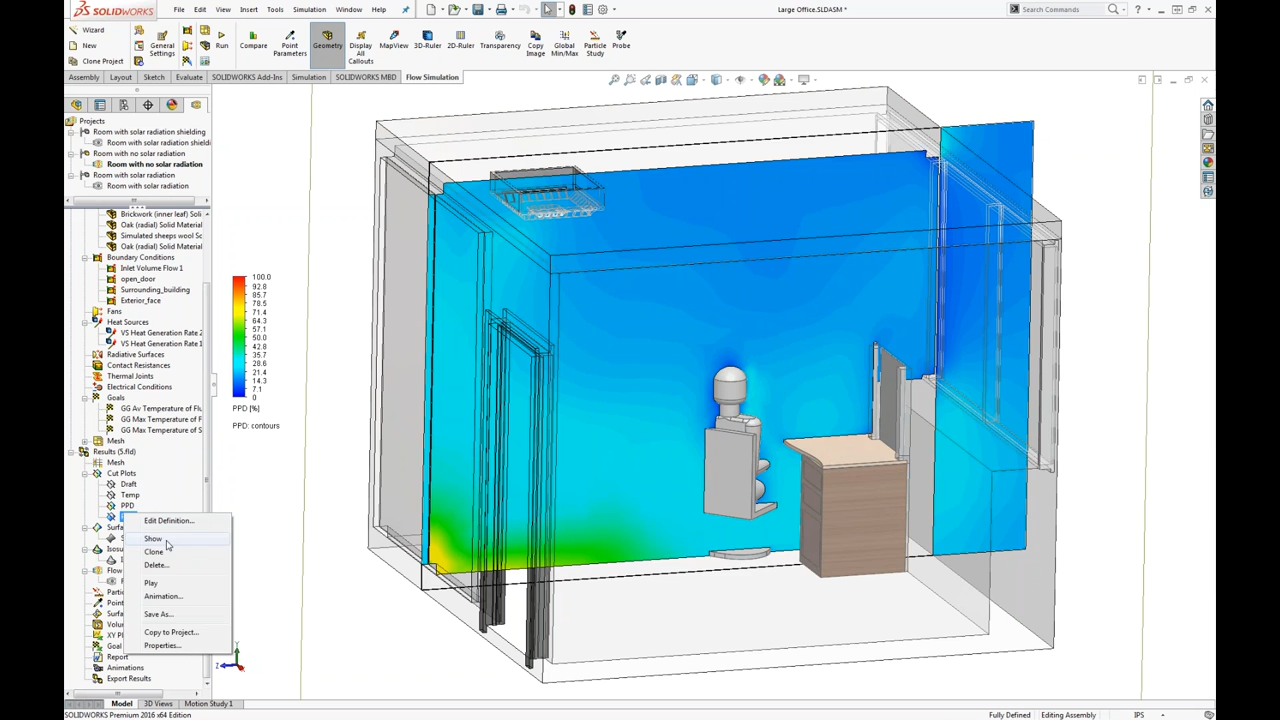 SOLIDWORKS
File Edit View Insert Tools Simulation Window Help
Large Office.SLDASM *
Search Commands
Wizard
New
Clone Project
General Settings
Run
Compare
Point Parameters
Geometry
Display All Callouts
MapView
3D-Ruler
2D-Ruler
Transparency
Copy Image
Global Min/Max
Particle Study
Probe
Assembly Layout Sketch Evaluate SOLIDWORKS Add-Ins Simulation SOLIDWORKS MBD Flow Simulation
Projects
Room with solar radiation shielding
Room with solar radiation shieldi
Room with no solar radiation
Room with no solar radiation
Room with solar radiation
Room with solar radiation
Brickwork (inner leaf) Soli
Oak (radial) Solid Material
Simulated sheeps wool So
Oak (radial) Solid Material
Boundary Conditions
Inlet Volume Flow 1
open_door
Surrounding_building
Exterior_face
Fans
Heat Sources
VS Heat Generation Rate 2
VS Heat Generation Rate 1
Radiative Surfaces
Contact Resistances
Thermal Joints
Electrical Conditions
Goals
GG Av Temperature of Flu
GG Max Temperature of F
GG Max Temperature of S
Mesh
Results (5.fld)
Mesh
Cut Plots
Draft
Temp
PPD
Surfa
Isosu
Flow
Partic
Point
Surfa
Volu
XY Pl
Goal
Report
Animations
Export Results
Edit Definition...
Show
Clone
Delete...
Play
Animation...
Save As...
Copy to Project...
Properties...
100.0
92.8
85.7
78.5
71.4
64.3
57.1
50.0
42.8
35.7
28.6
21.4
14.3
7.1
0
PPD [%]
PPD: contours
Y
Z
Model 3D Views Motion Study 1
SOLIDWORKS Premium 2016 x64 Edition
Fully Defined Editing Assembly IPS